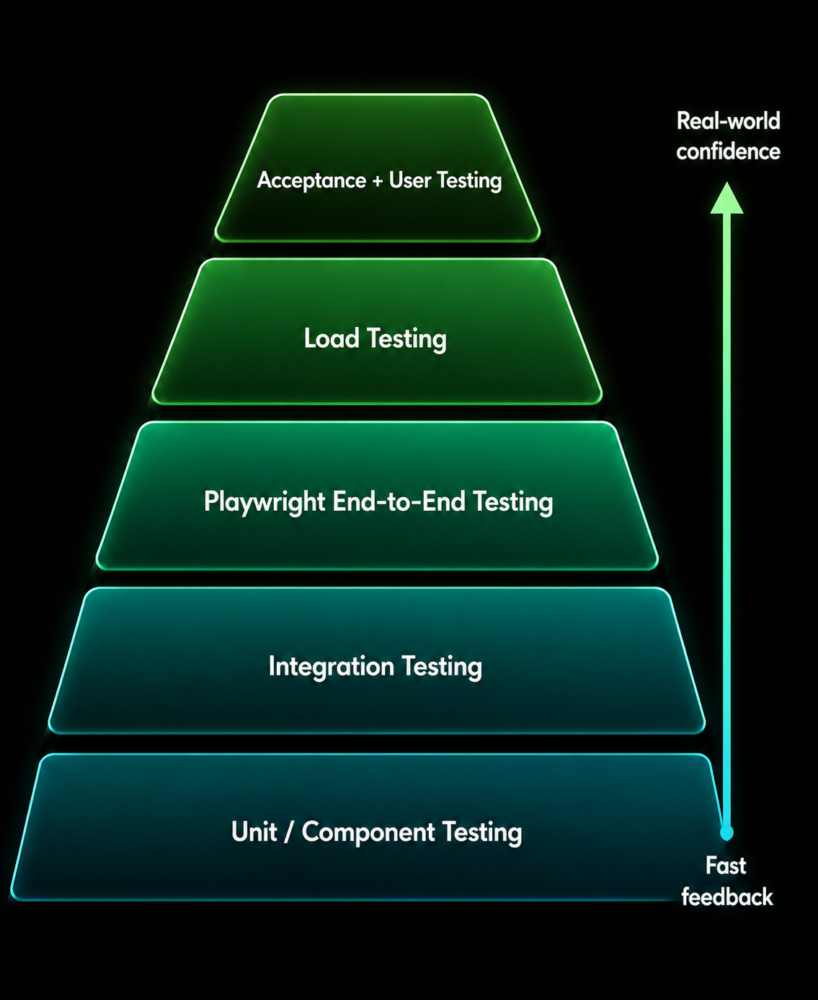 Real-world
confidence
Acceptance + User Testing
Load Testing
Playwright End-to-End Testing
Integration Testing
Unit / Component Testing
Fast
feedback